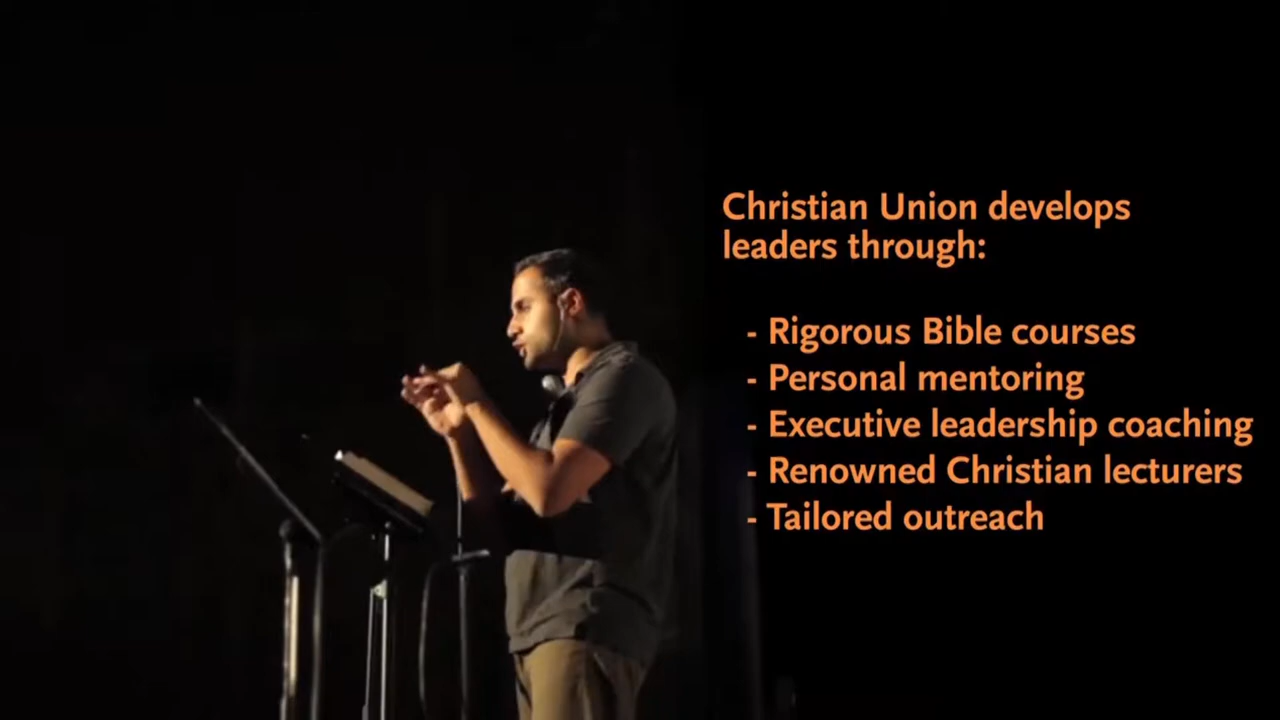 Christian Union develops
leaders through:
- Rigorous Bible courses
- Personal mentoring
- Executive leadership coaching
- Renowned Christian lecturers
- Tailored outreach